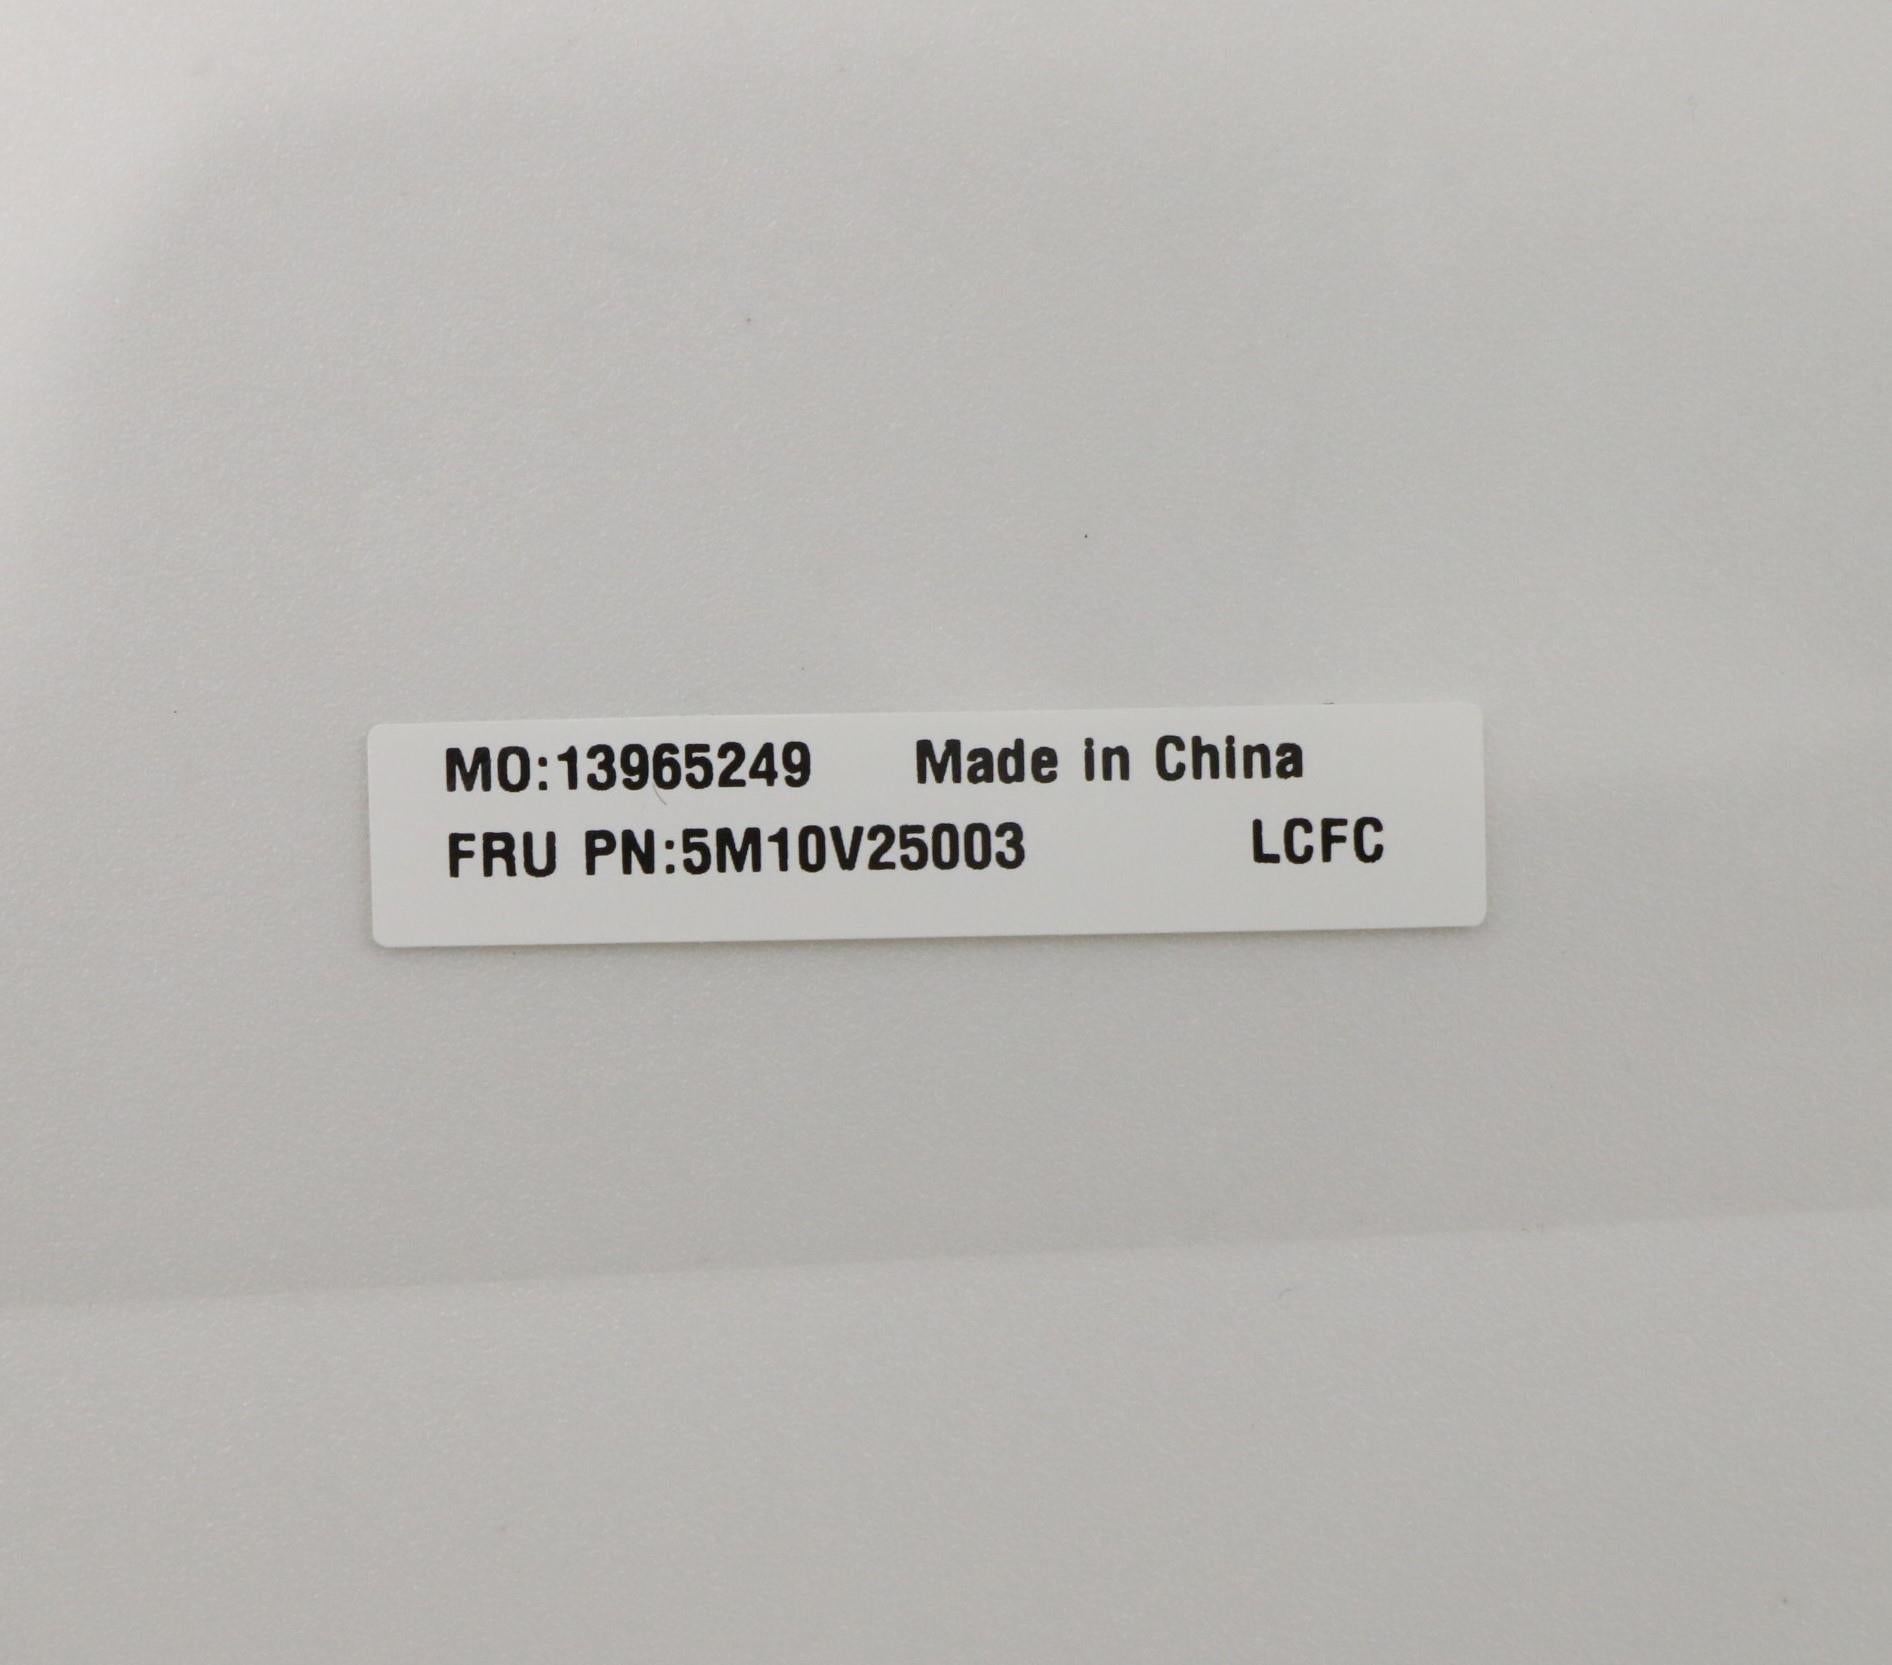 MO:13965249 Made in China
FRU PN:5M10V25003 LCFC